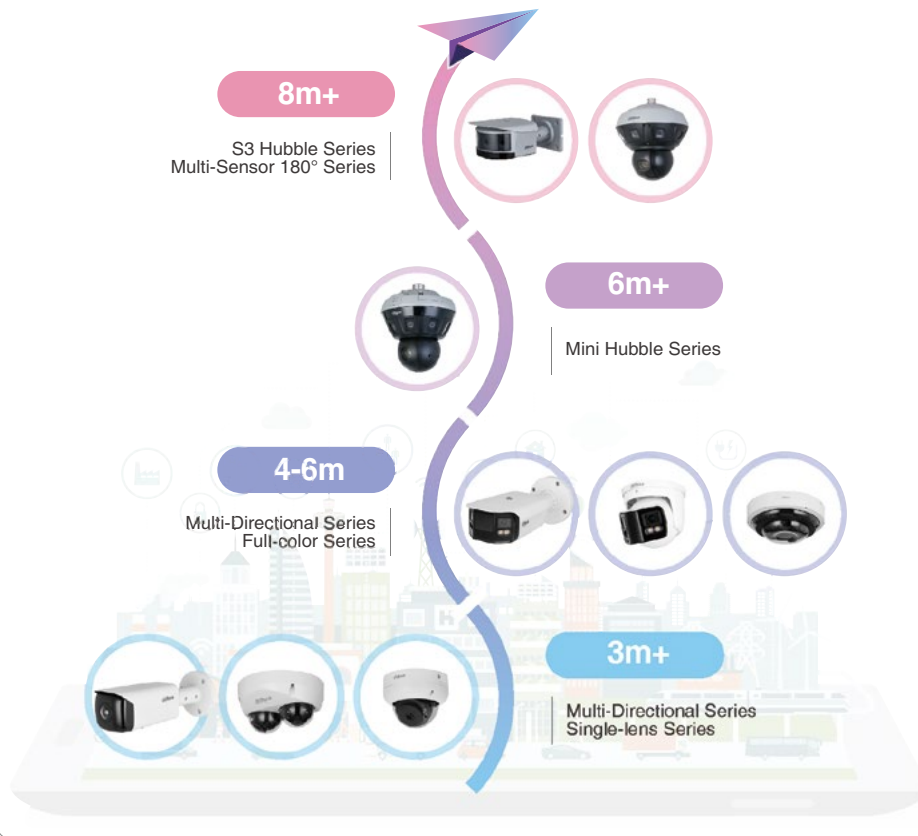 8m+
S3 Hubble Series
Multi-Sensor 180° Series
6m+
Mini Hubble Series
4-6m
Multi-Directional Series
Full-color Series
3m+
Multi-Directional Series
Single-lens Series